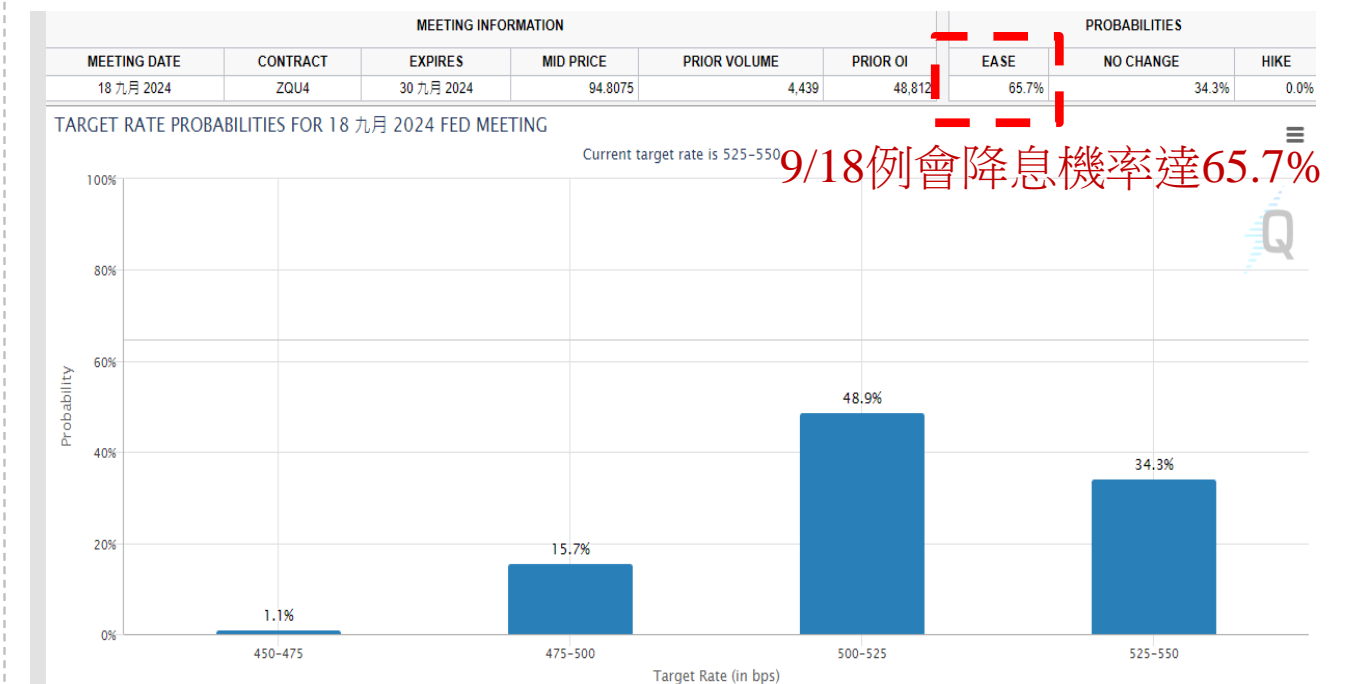 MEETING INFORMATION PROBABILITIES
MEETING DATE CONTRACT EXPIRES MID PRICE PRIOR VOLUME PRIOR OI EASE NO CHANGE HIKE
18 九月 2024 ZQU4 30 九月 2024 94.8075 4,439 48,812 65.7% 34.3% 0.0%
TARGET RATE PROBABILITIES FOR 18 九月 2024 FED MEETING
Current target rate is 525-550
9/18例會降息機率達65.7%
Q
Probability
100%
80%
60%
40%
20%
0%
1.1%
15.7%
48.9%
34.3%
450-475 475-500 500-525 525-550
Target Rate (in bps)